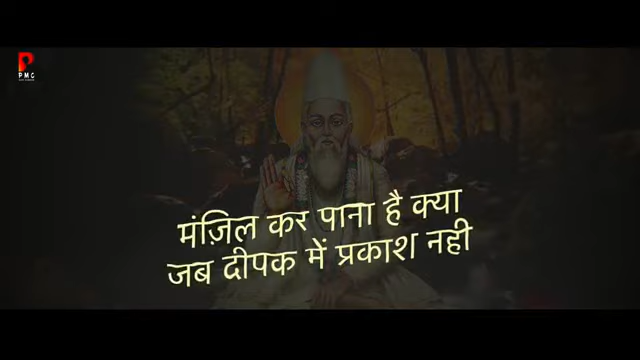 P M C
मंज़िल कर पाना है क्या
जब दीपक में प्रकाश नही